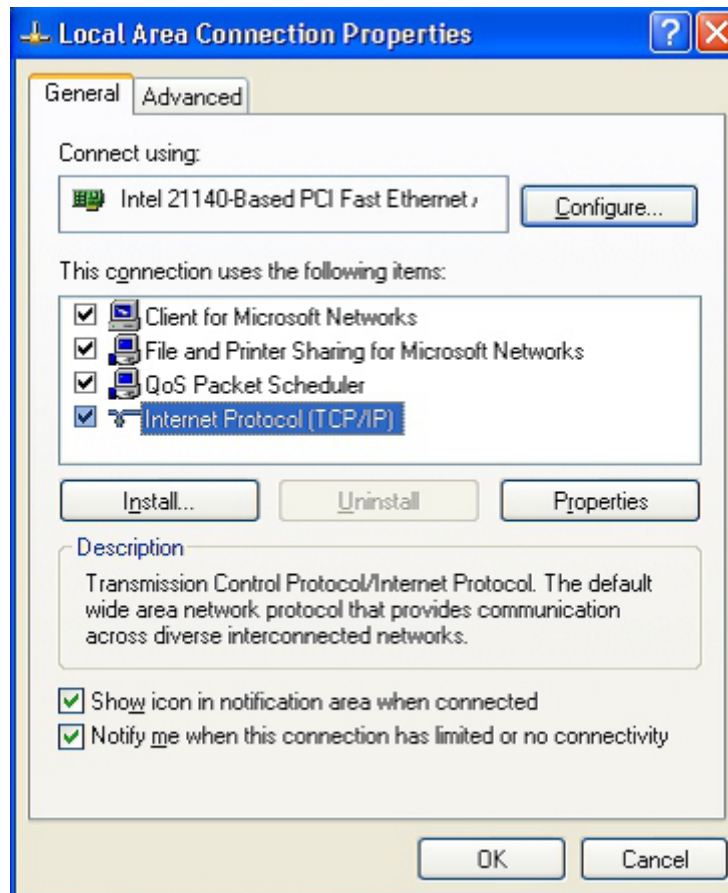 Local Area Connection Properties
General Advanced
Connect using:
Intel 21140-Based PCI Fast Ethernet
Configure...
This connection uses the following items:
Client for Microsoft Networks
File and Printer Sharing for Microsoft Networks
QoS Packet Scheduler
Internet Protocol (TCP/IP)
Install... Uninstall Properties
Description
Transmission Control Protocol/Internet Protocol. The default
wide area network protocol that provides communication
across diverse interconnected networks.
Show icon in notification area when connected
Notify me when this connection has limited or no connectivity
OK Cancel